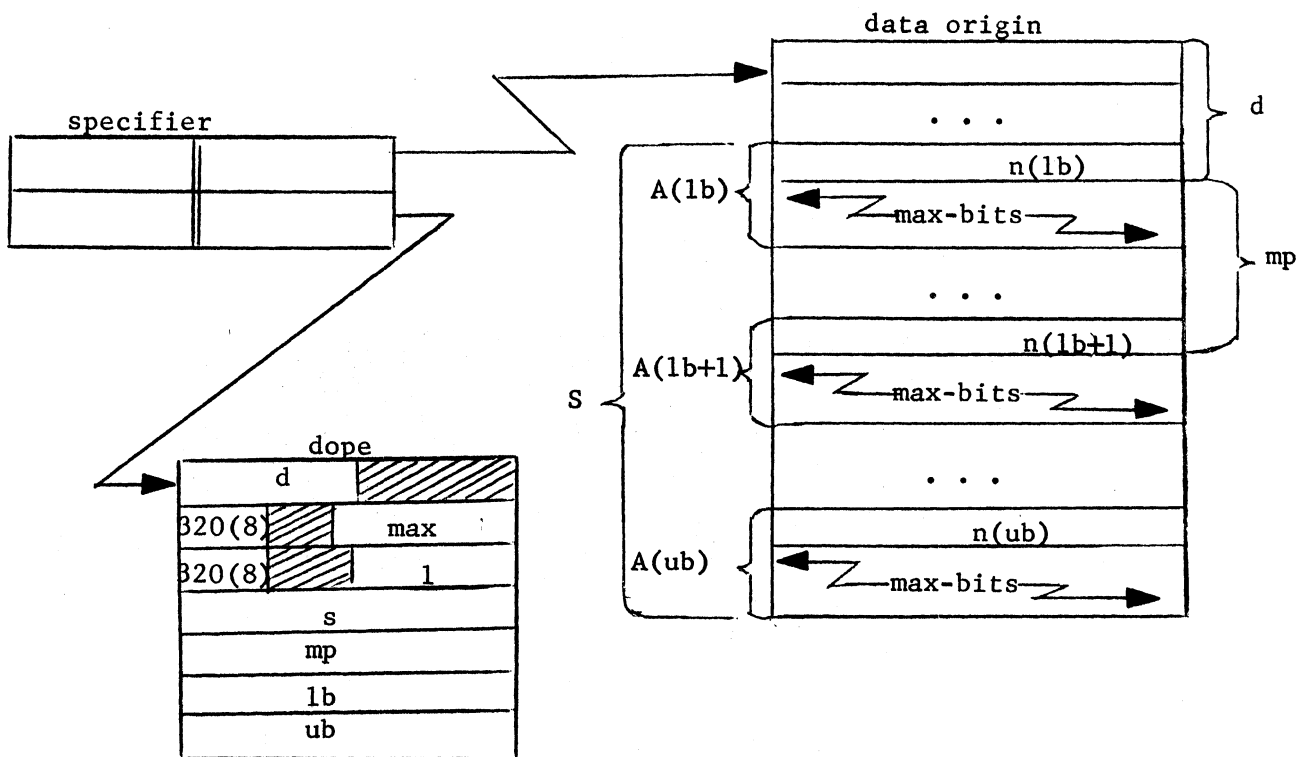 data origin
d
specifier
. . .
n(lb)
A(lb)
max-bits
mp
. . .
n(lb+1)
A(lb+1)
max-bits
S
dope
d
. . .
320(8)
max
n(ub)
A(ub)
320(8)
1
max-bits
s
mp
lb
ub